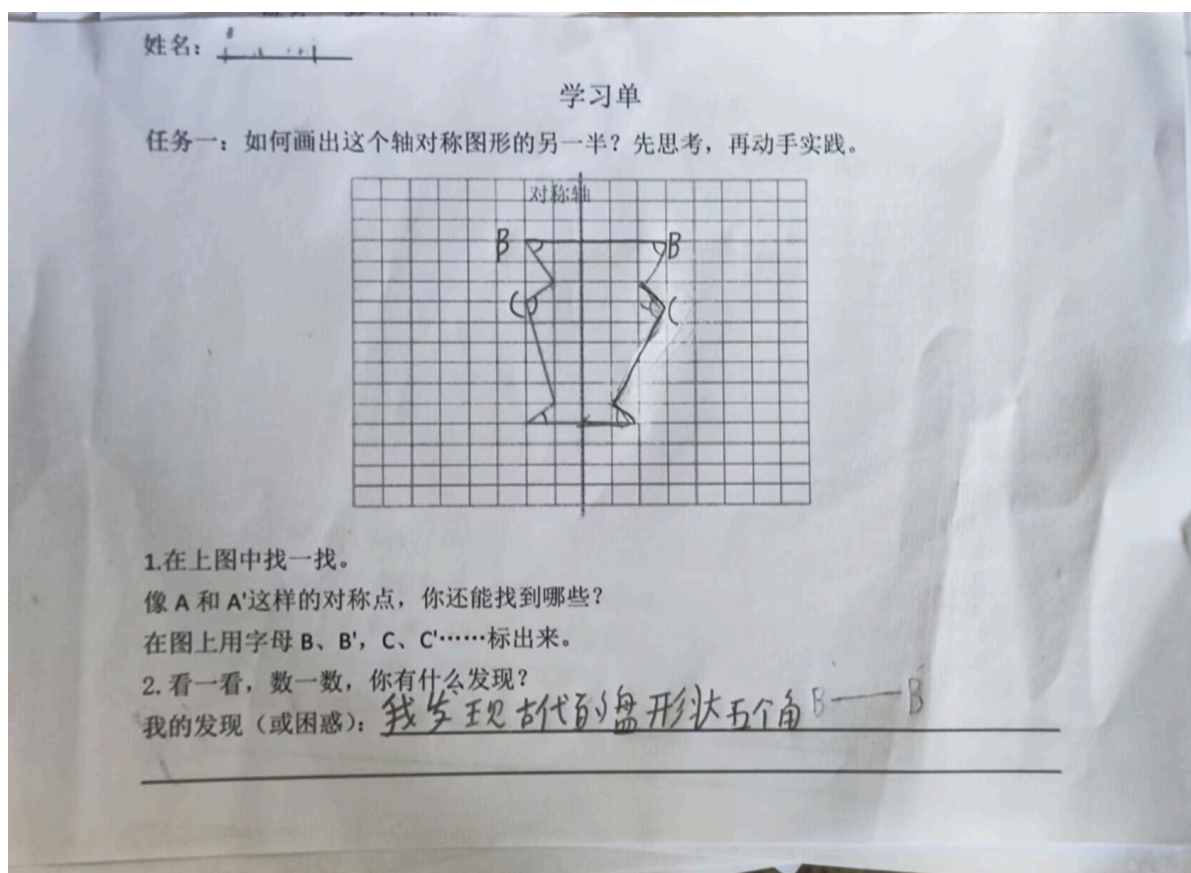 姓名：
学习单
任务一：如何画出这个轴对称图形的另一半？先思考，再动手实践。
对称轴
B B
C C
1.在上图中找一找。
像 A 和 A'这样的对称点，你还能找到哪些？
在图上用字母 B、B'，C、C'……标出来。
2. 看一看，数一数，你有什么发现？
我的发现（或困惑）：我发现古代的盘形状五个角 B——B